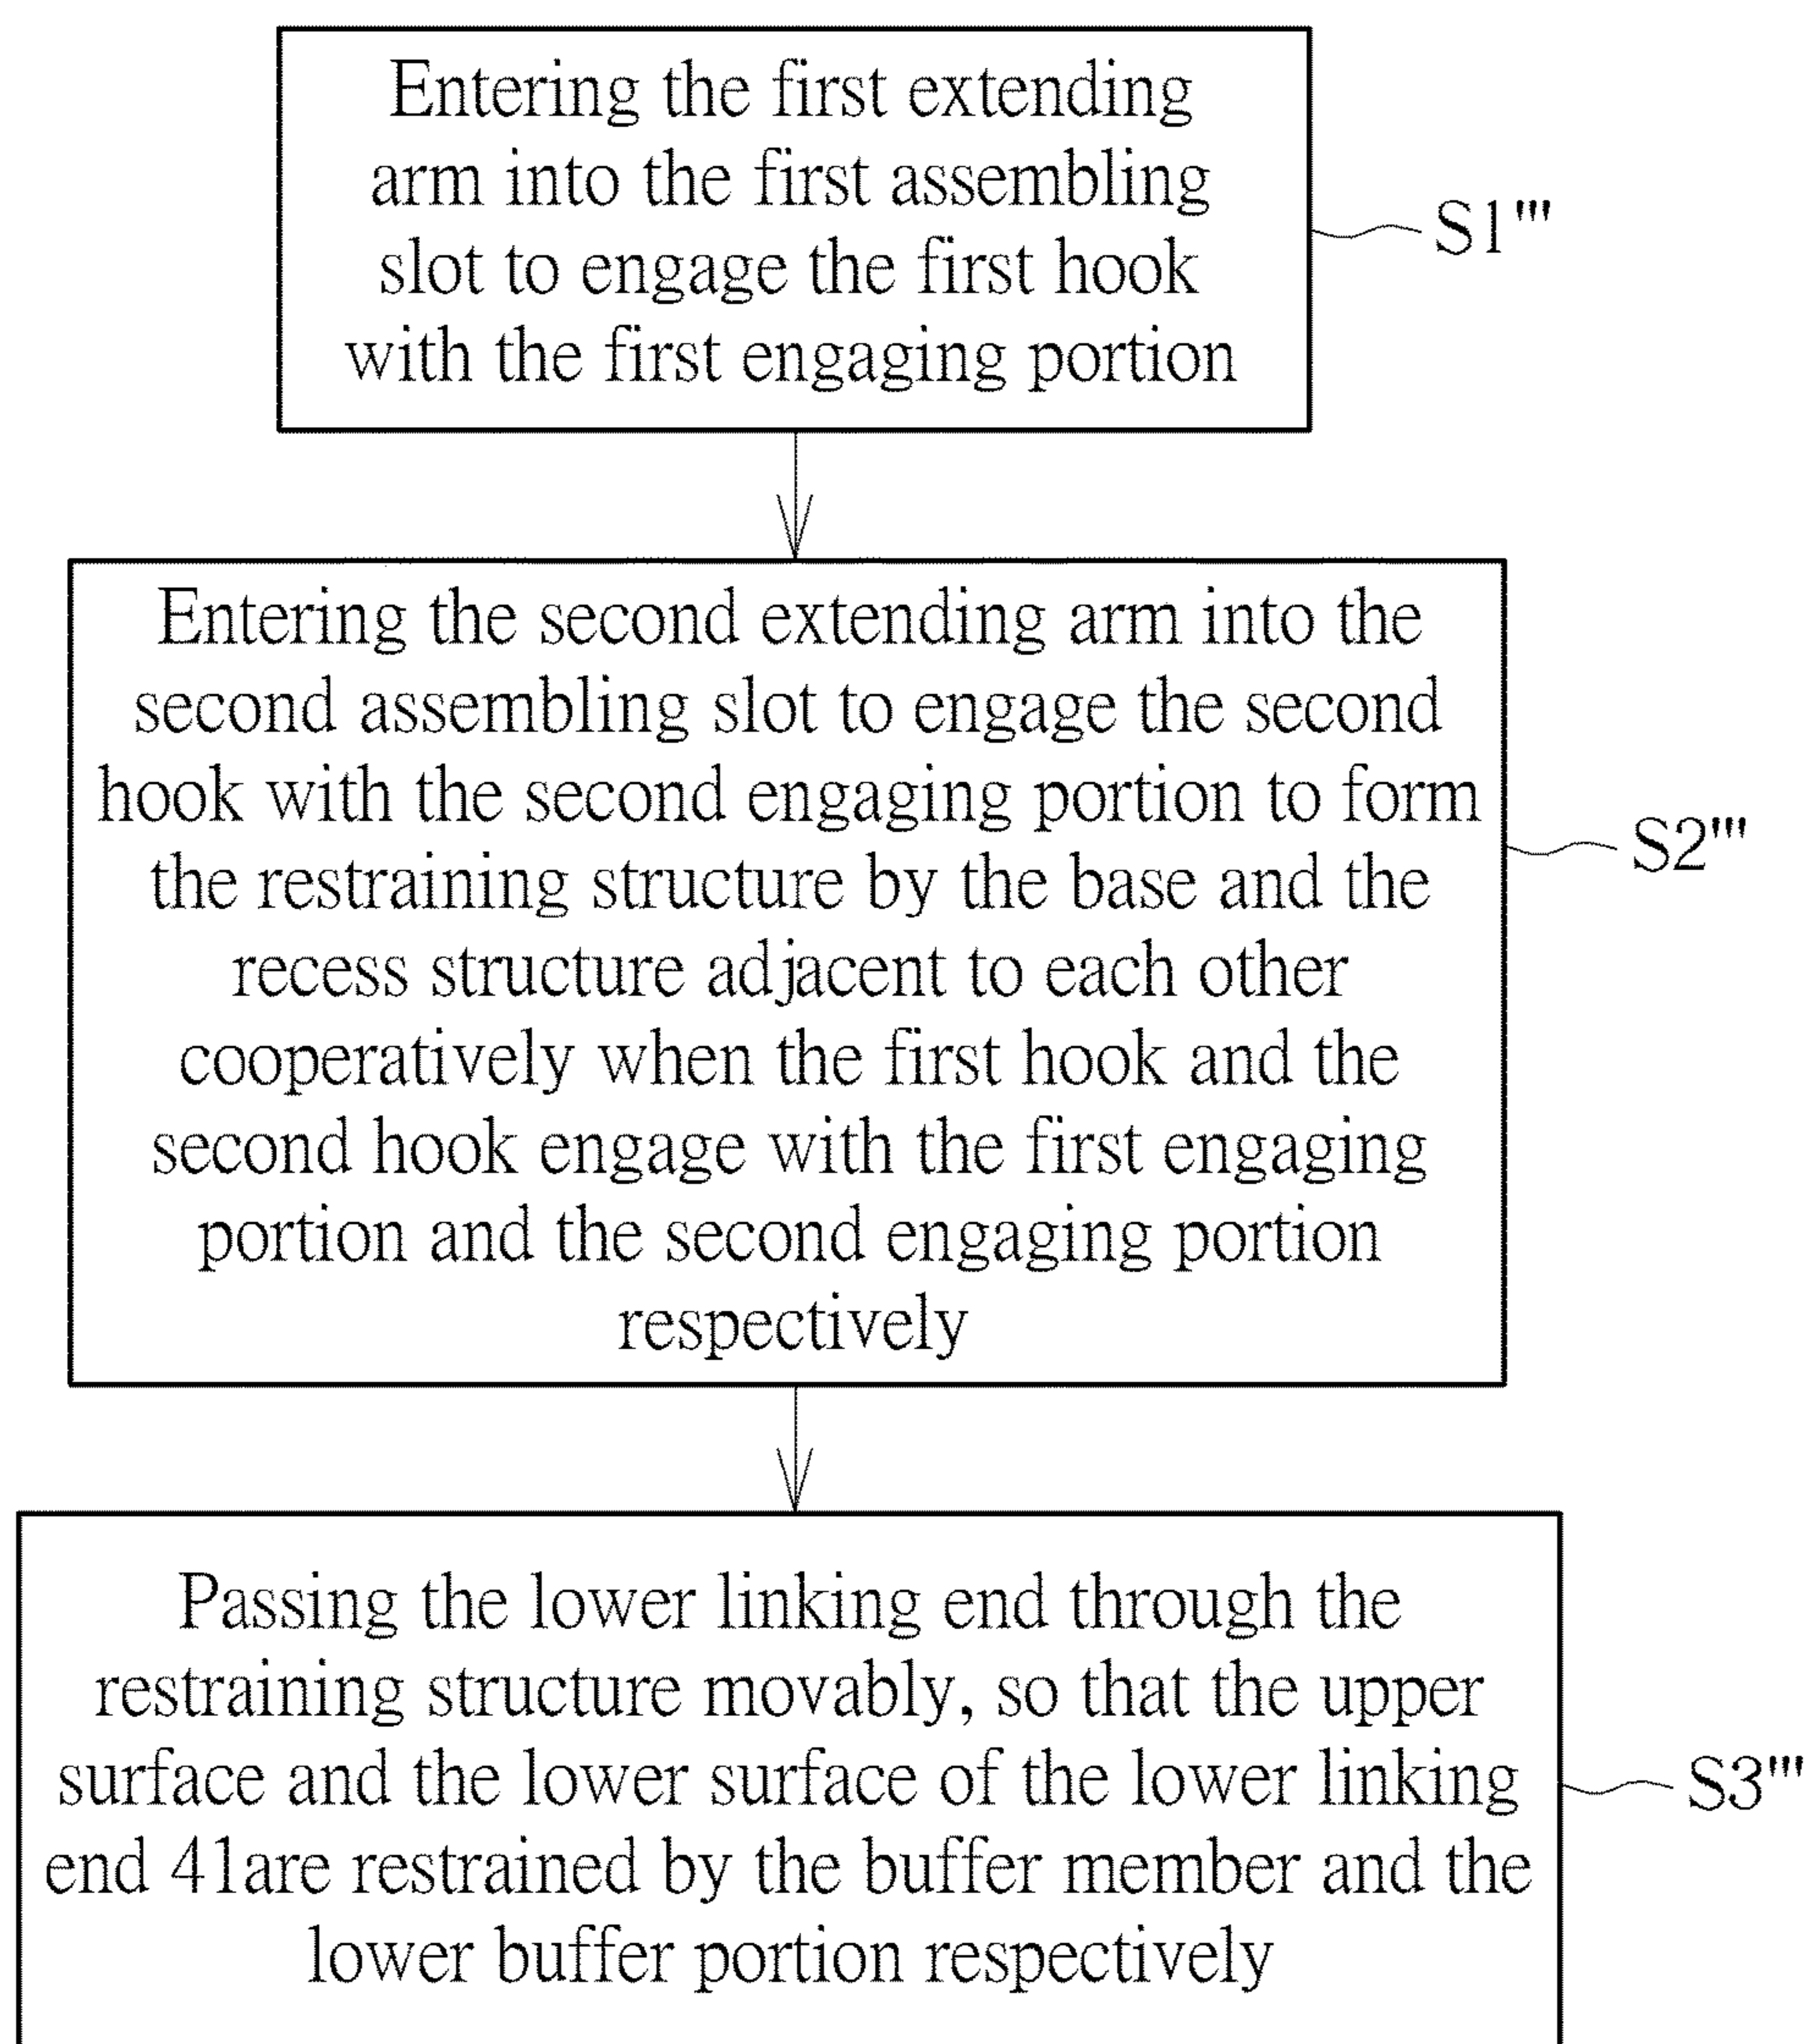 Entering the first extending
arm into the first assembling
slot to engage the first hook
with the first engaging portion
S1'''
Entering the second extending arm into the
second assembling slot to engage the second
hook with the second engaging portion to form
the restraining structure by the base and the
recess structure adjacent to each other
cooperatively when the first hook and the
second hook engage with the first engaging
portion and the second engaging portion
respectively
S2'''
Passing the lower linking end through the
restraining structure movably, so that the upper
surface and the lower surface of the lower linking
end 41are restrained by the buffer member and the
lower buffer portion respectively
S3'''